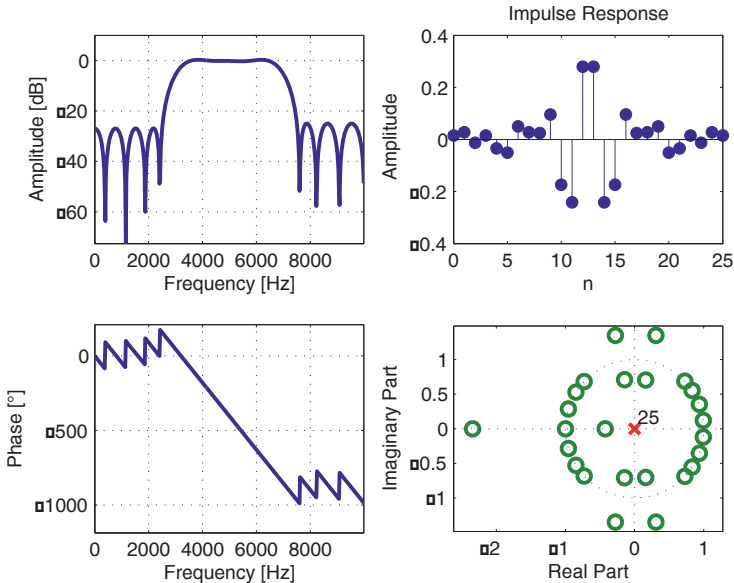 Impulse Response
0
▯20
▯40
▯60
Amplitude [dB]
0 2000 4000 6000 8000
Frequency [Hz]
0.4
0.2
0
▯0.2
▯0.4
Amplitude
0 5 10 15 20 25
n
0
▯500
▯1000
Phase [°]
0 2000 4000 6000 8000
Frequency [Hz]
1
0.5
0
▯0.5
▯1
Imaginary Part
25
▯2 ▯1 0 1
Real Part